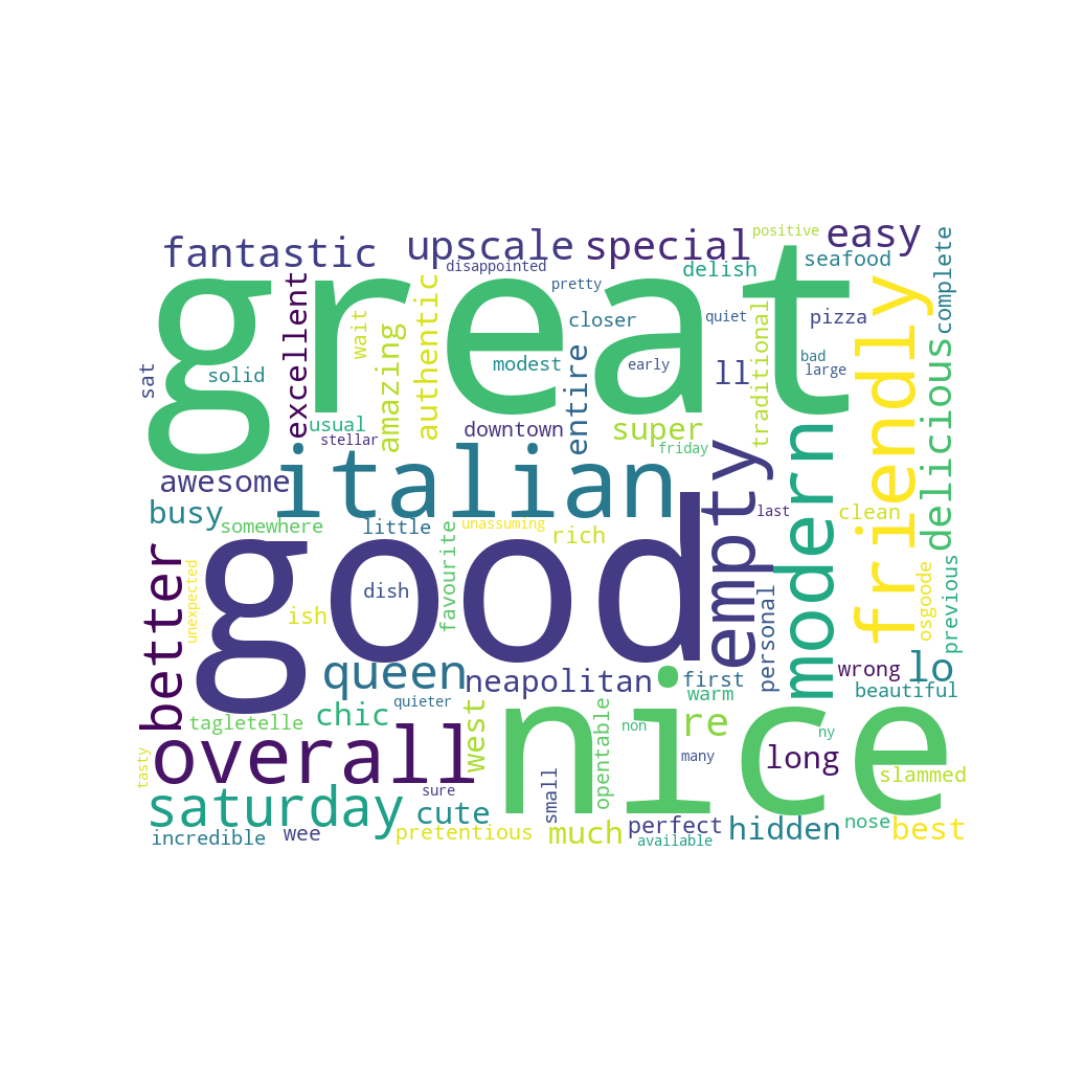 positive
easy
fantastic
upscale
special
disappointed
delish
seafood
complete
great
excellent
pretty
authentic
closer
quiet
pizza
friendly
wait
amazing
modest
entire
early
ll
traditional
bad
large
sat
solid
usual
stellar
downtown
super
friday
delicious
modern
italian
empty
awesome
busy
somewhere
little
unassuming
rich
last
clean
good
better
unexpected
dish
favourite
ish
personal
osgoode
previous
queen
neapolitan
first
warm
wrong
lo
beautiful
quieter
tagletelle
chic
west
opentable
non
re
ny
nice
overall
many
long
slammed
tasty
saturday
sure
cute
small
incredible
wee
pretentious
much
perfect
available
hidden
nose
best